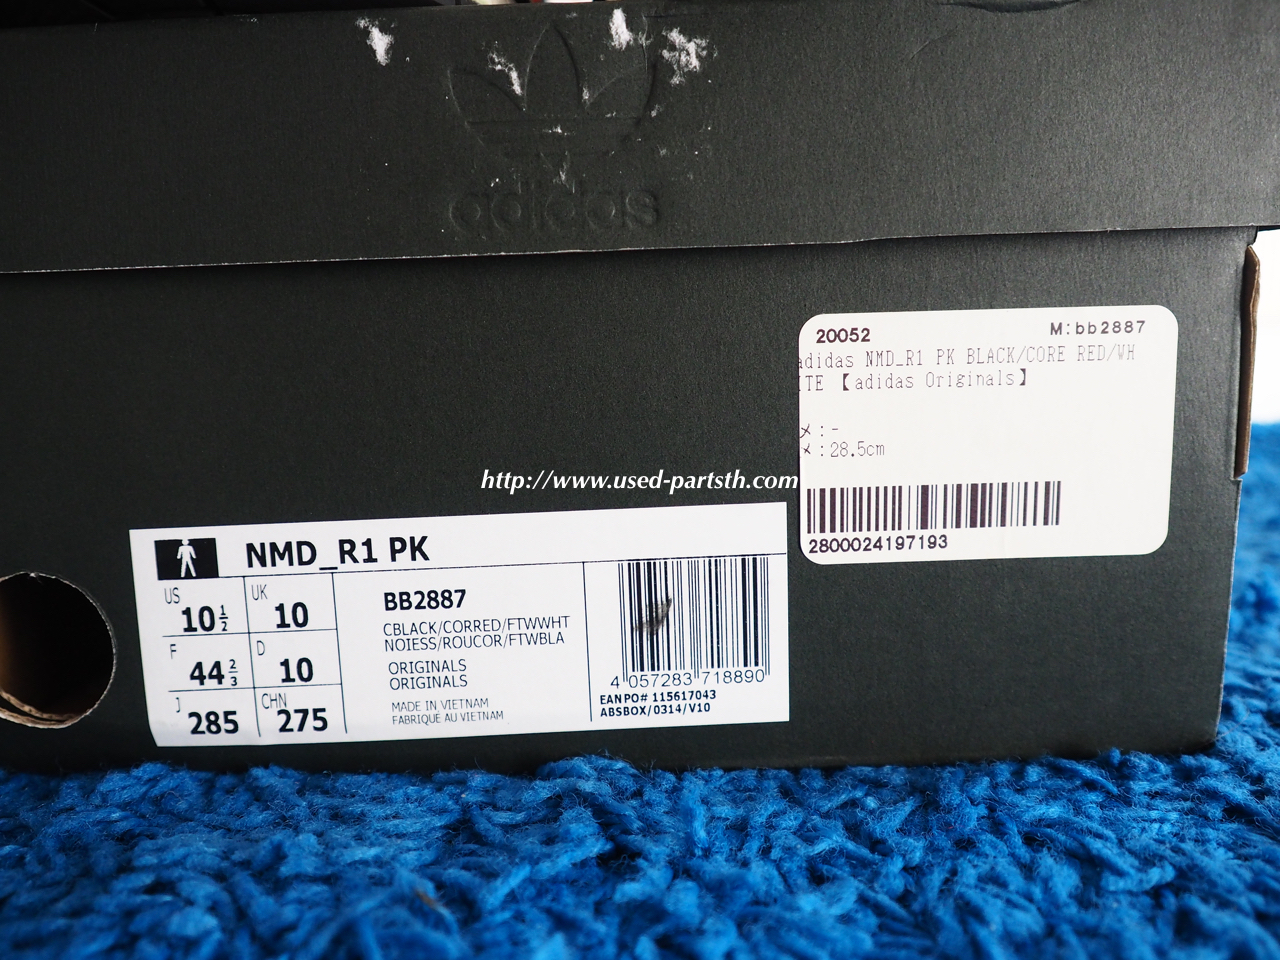 adidas
20052 M:bb2887
adidas NMD_R1 PK BLACK/CORE RED/WH
ITE【adidas Originals】
メ:-
メ:28.5cm
2800024197193
http://www.used-partsth.com
NMD_R1 PK
US 10 1/2 UK 10
F 44 2/3 D 10
J 285 CHN 275
BB2887
CBLACK/CORRED/FTWWHT
NOIESS/ROUCOR/FTWBLA
ORIGINALS
ORIGINALS
MADE IN VIETNAM
FABRIQUE AU VIETNAM
4 057283 718890
EAN PO# 115617043
ABSBOX/0314/V10